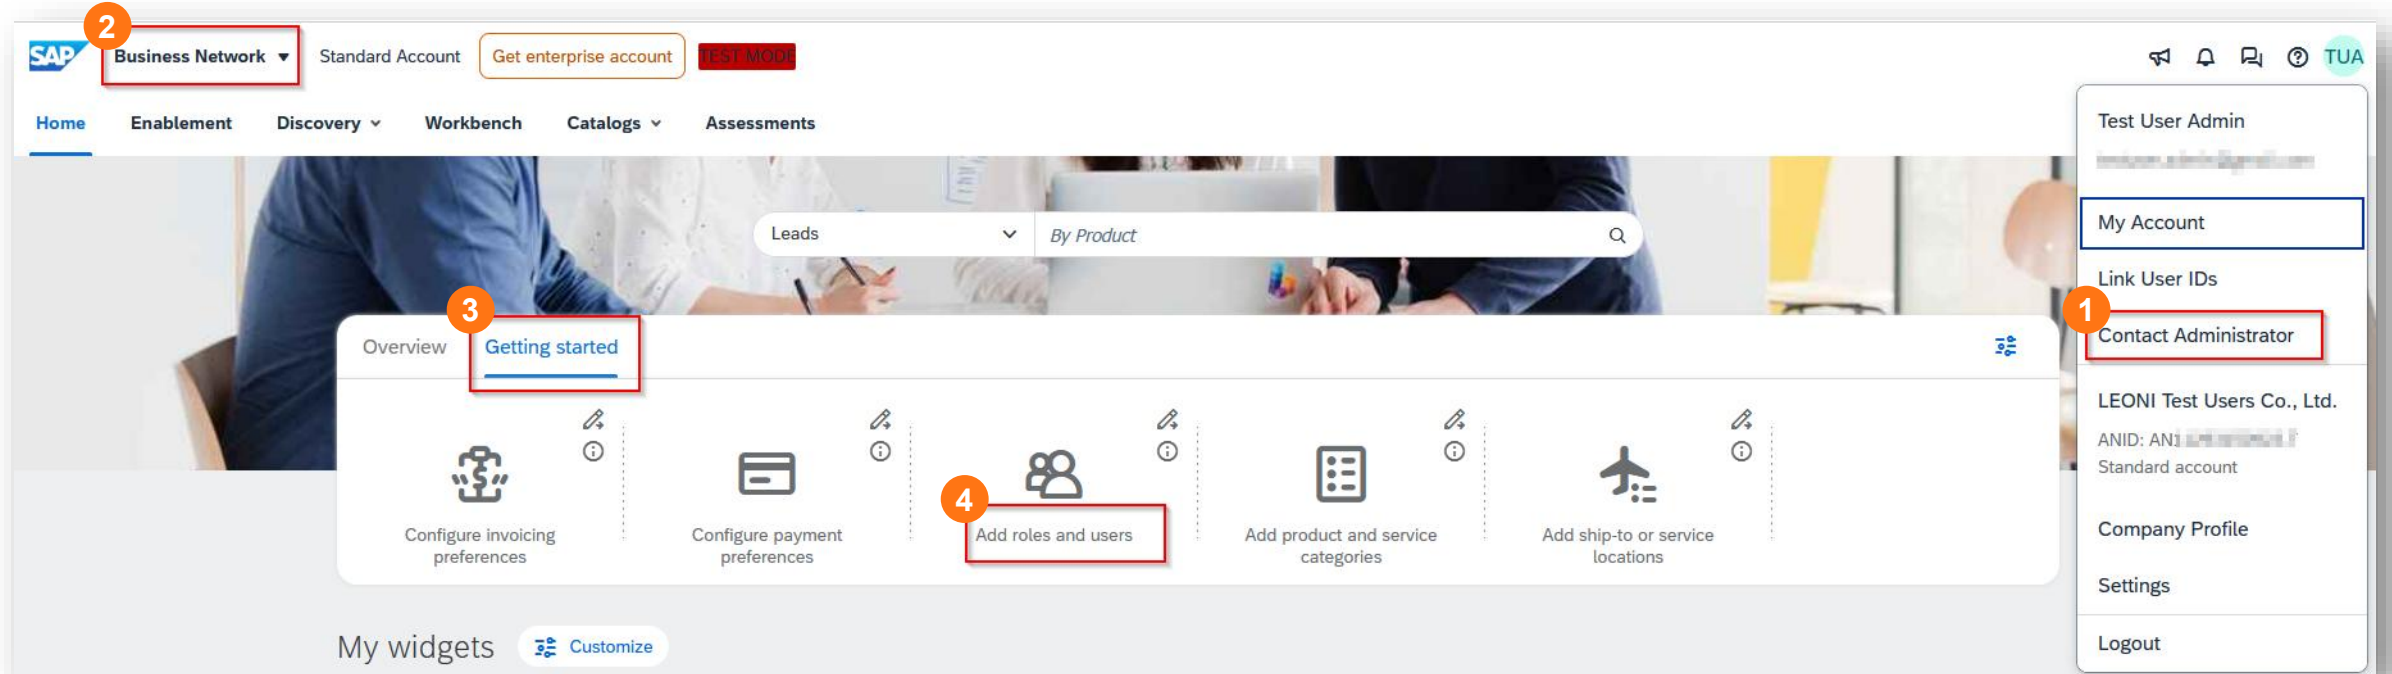 2
SAP Business Network Standard Account Get enterprise account TEST MODE TUA
Home Enablement Discovery Workbench Catalogs Assessments
Leads By Product
3
Overview Getting started
Configure invoicing
preferences
Configure payment
preferences
4
Add roles and users
Add product and service
categories
Add ship-to or service
locations
My widgets Customize
Test User Admin
My Account
Link User IDs
1
Contact Administrator
LEONI Test Users Co., Ltd.
ANID: AN1
Standard account
Company Profile
Settings
Logout